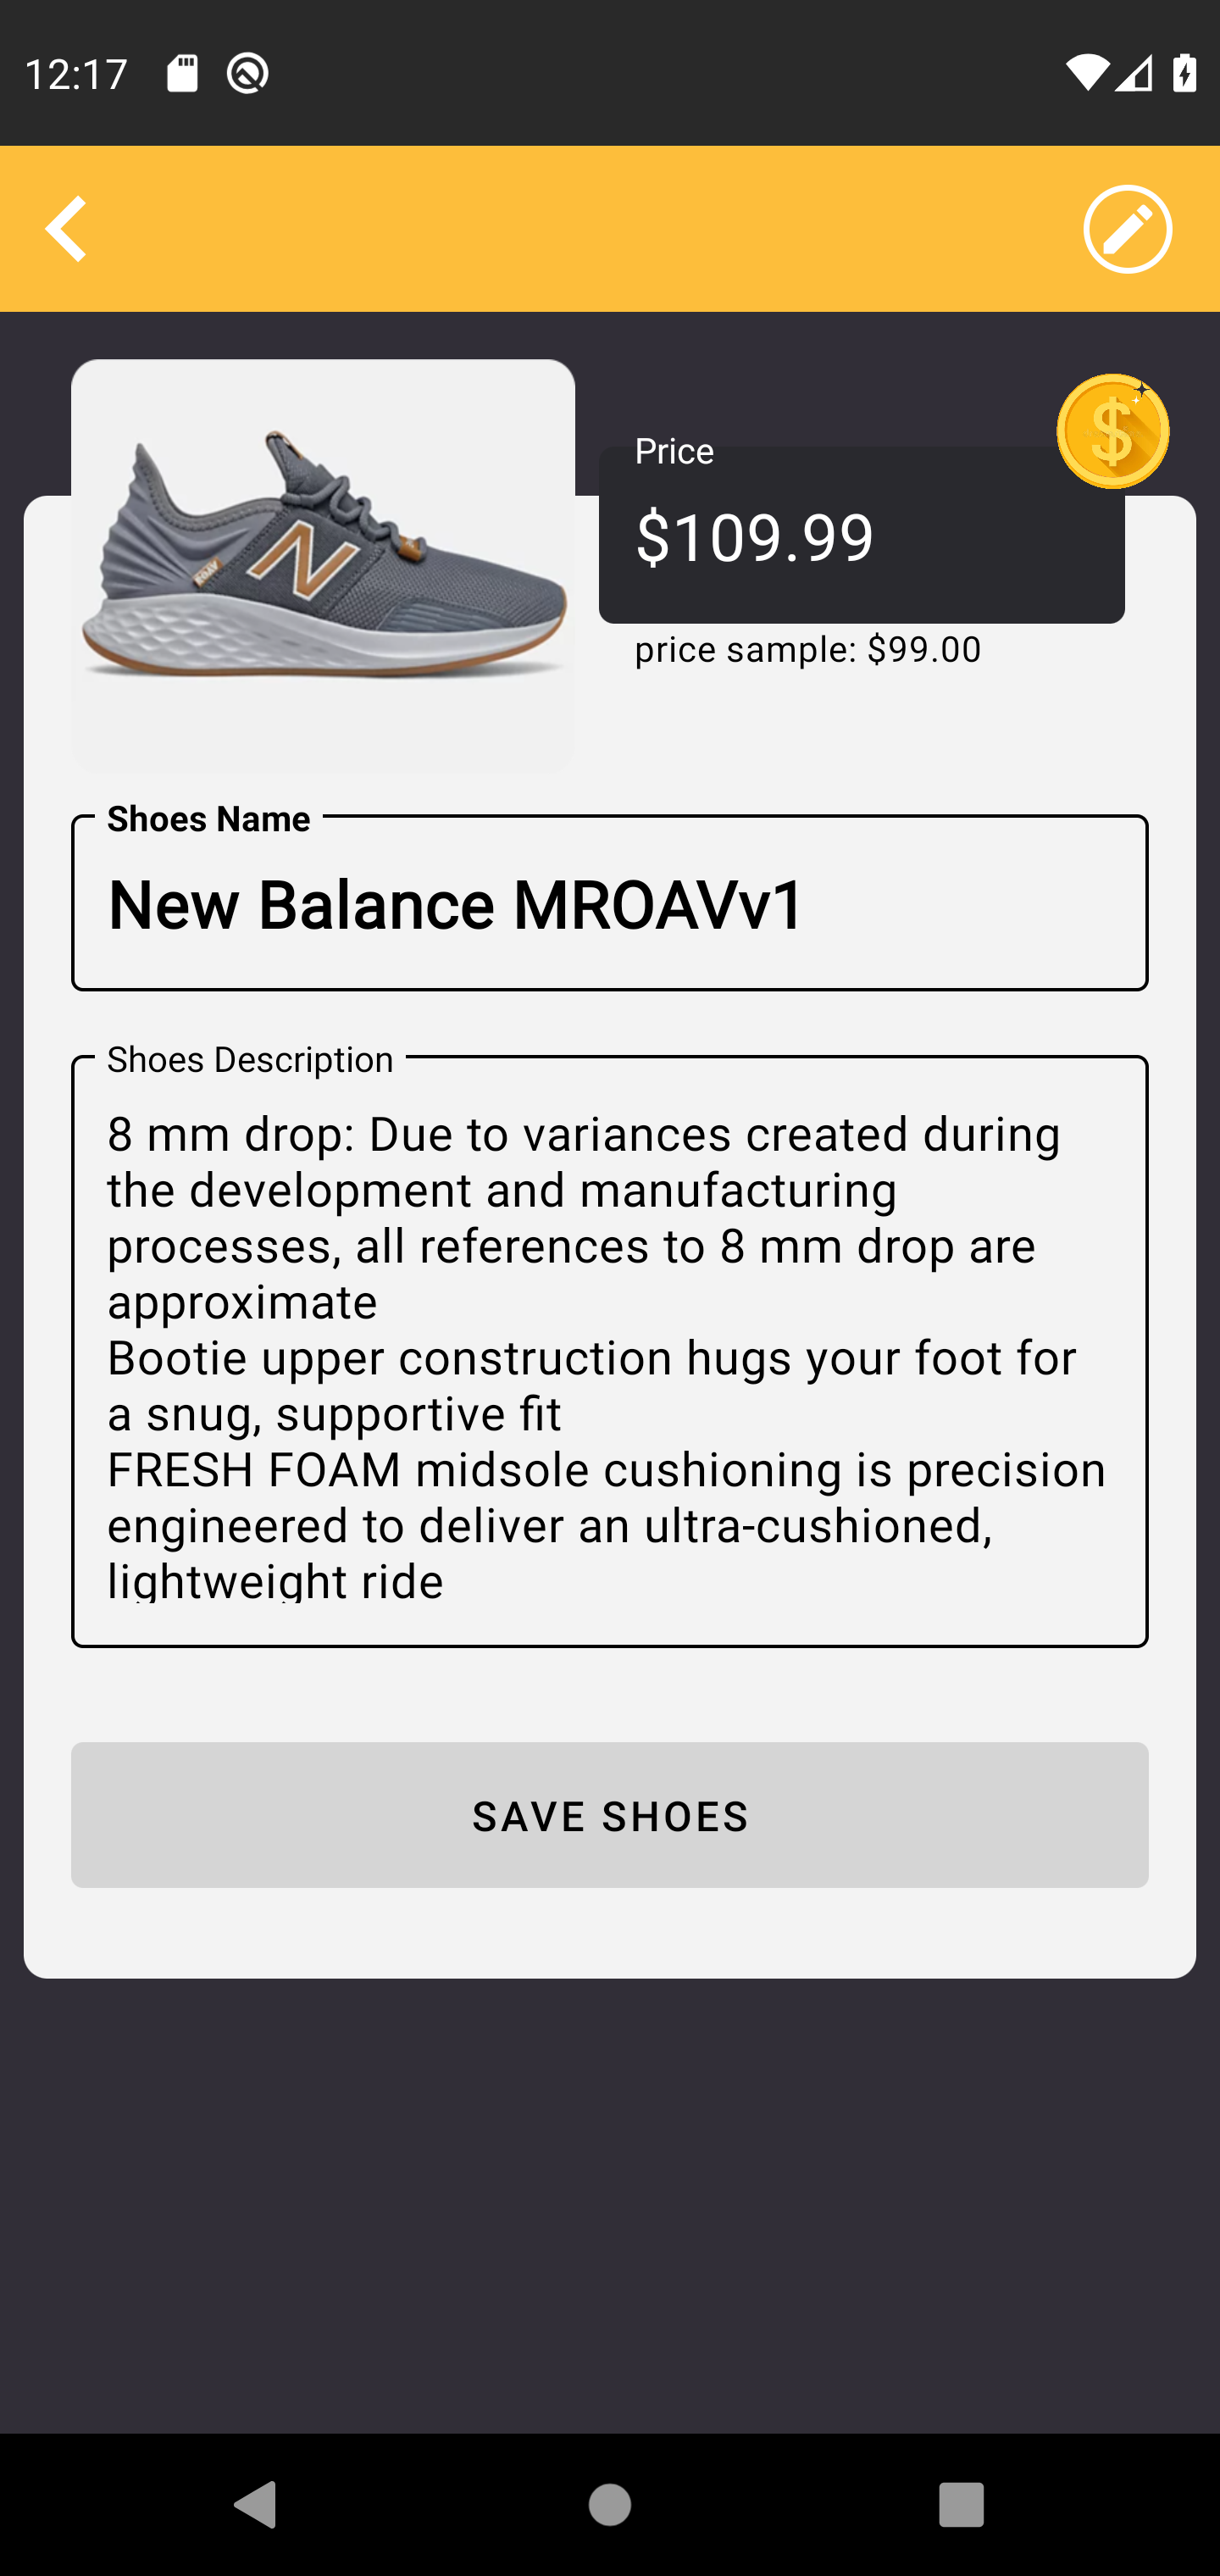 12:17
Price
$109.99
price sample: $99.00
N
ROAV
Shoes Name
New Balance MROAVv1
Shoes Description
8 mm drop: Due to variances created during
the development and manufacturing
processes, all references to 8 mm drop are
approximate
Bootie upper construction hugs your foot for
a snug, supportive fit
FRESH FOAM midsole cushioning is precision
engineered to deliver an ultra-cushioned,
lightweight ride
SAVE SHOES